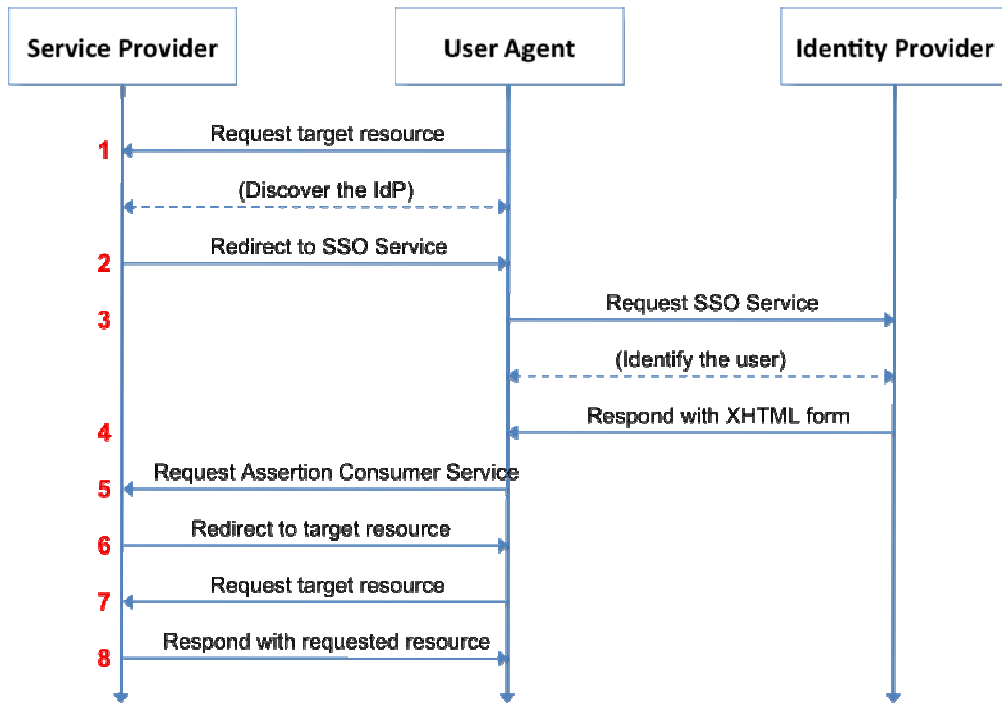 Service Provider
User Agent
Identity Provider
1
Request target resource
(Discover the IdP)
2
Redirect to SSO Service
3
Request SSO Service
(Identify the user)
4
Respond with XHTML form
5
Request Assertion Consumer Service
6
Redirect to target resource
7
Request target resource
8
Respond with requested resource